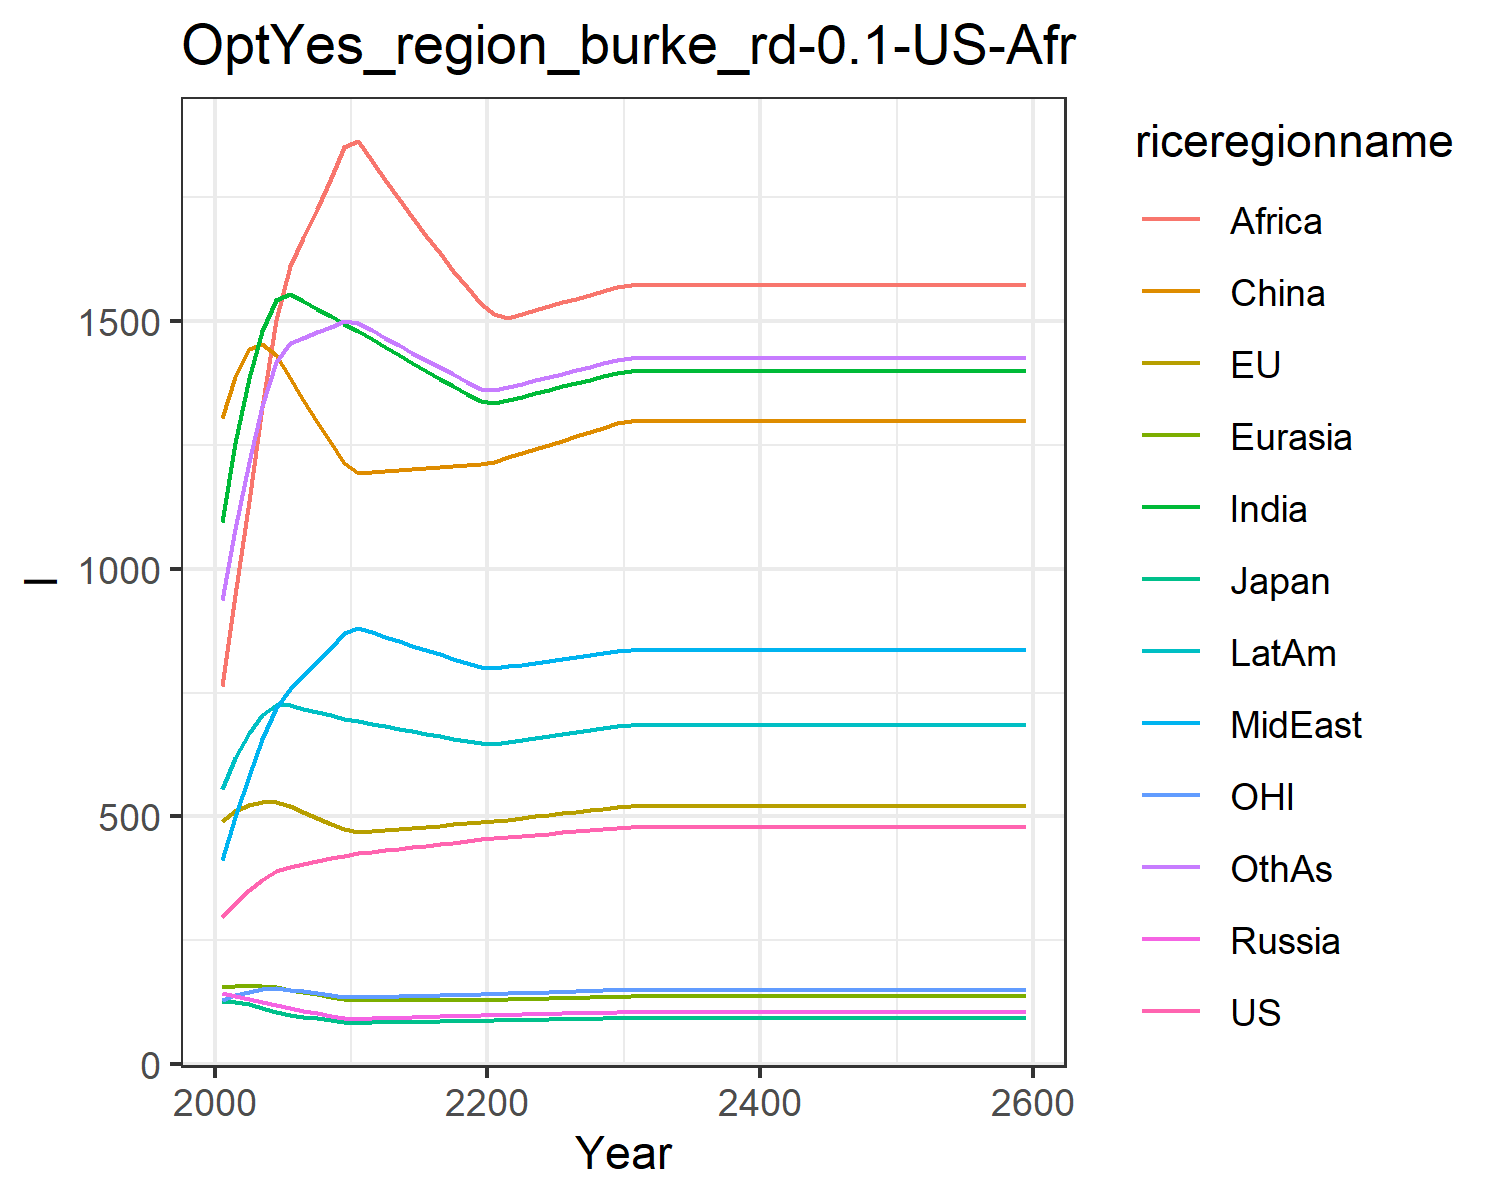 OptYes_region_burke_rd-0.1-US-Afr
1500
1000
500
0
l
2000
2200
2400
2600
Year
riceregionname
Africa
China
EU
Eurasia
India
Japan
LatAm
MidEast
OHI
OthAs
Russia
US